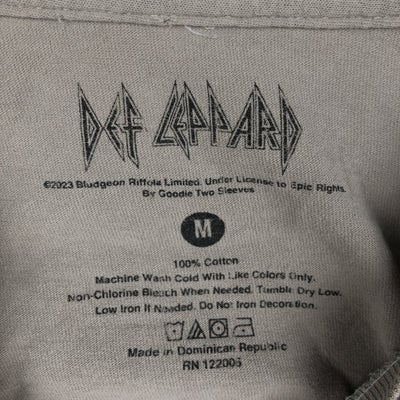 DEF LEPPARD
©2023 Bludgeon Riffola Limited. Under License to Epic Rights.
By Goodie Two Sleeves
M
100% Cotton
Machine Wash Cold With Like Colors Only.
Non-Chlorine Bleach When Needed. Tumble Dry Low.
Low Iron If Needed. Do Not Iron Decoration.
Made in Dominican Republic
RN 122005